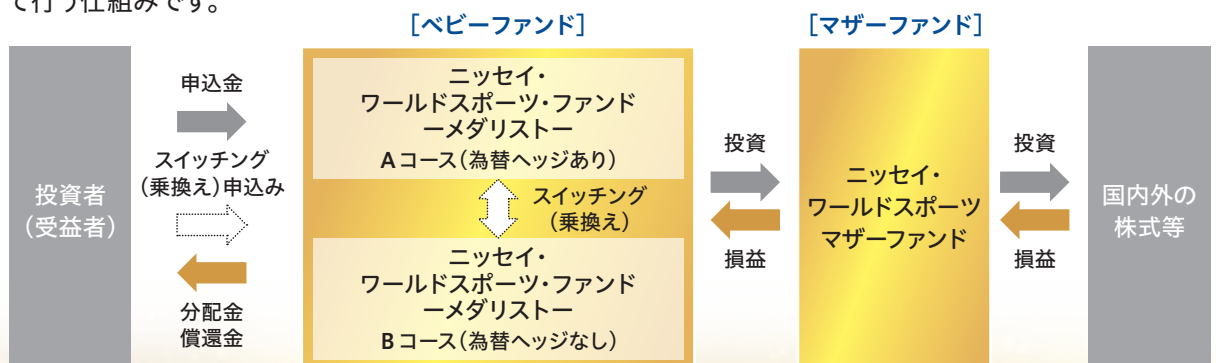 て行う仕組みです。
［ベビーファンド］
［マザーファンド］
投資者
（受益者）
申込金
スイッチング
（乗換え）申込み
分配金
償還金
ニッセイ・
ワールドスポーツ・ファンド
ーメダリストー
Aコース（為替ヘッジあり）
スイッチング
（乗換え）
ニッセイ・
ワールドスポーツ・ファンド
ーメダリストー
Bコース（為替ヘッジなし）
投資
損益
ニッセイ・
ワールドスポーツ
マザーファンド
投資
損益
国内外の
株式等